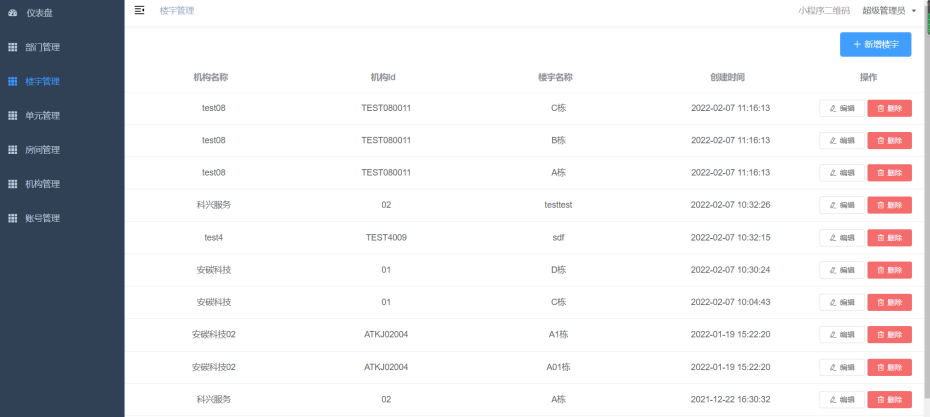 仪表盘
部门管理
楼宇管理
单元管理
房间管理
机构管理
账号管理
楼宇管理 小程序二维码 超级管理员
新增楼宇
机构名称 机构id 楼宇名称 创建时间 操作
test08 TEST080011 C栋 2022-02-07 11:16:13 编辑 删除
test08 TEST080011 B栋 2022-02-07 11:16:13 编辑 删除
test08 TEST080011 A栋 2022-02-07 11:16:13 编辑 删除
科兴服务 02 testtest 2022-02-07 10:32:26 编辑 删除
test4 TEST4009 sdf 2022-02-07 10:32:15 编辑 删除
安碳科技 01 D栋 2022-02-07 10:30:24 编辑 删除
安碳科技 01 C栋 2022-02-07 10:04:43 编辑 删除
安碳科技02 ATKJ02004 A1栋 2022-01-19 15:22:20 编辑 删除
安碳科技02 ATKJ02004 A01栋 2022-01-19 15:22:20 编辑 删除
科兴服务 02 A栋 2021-12-22 16:30:32 编辑 删除